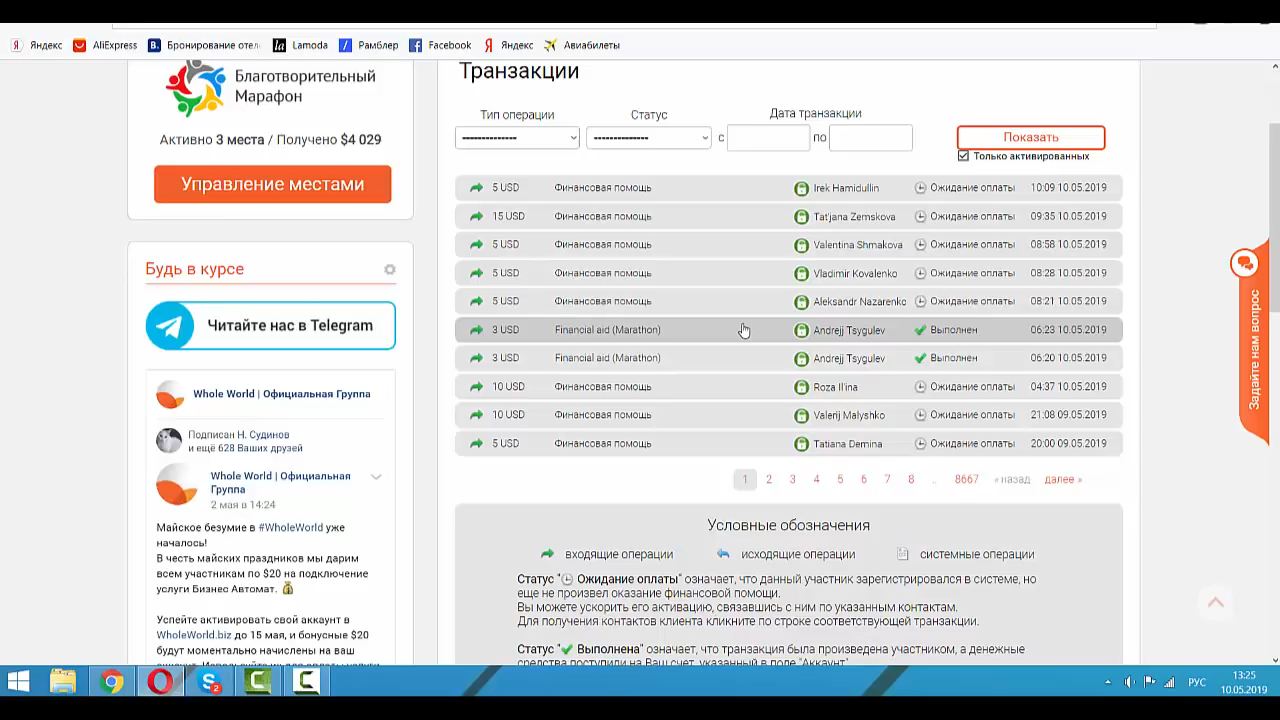 Яндекс AliExpress Бронирование отел Lamoda Рамблер Facebook Яндекс Авиабилеты
Благотворительный
Марафон
Активно 3 места / Получено $4 029
Управление местами
Будь в курсе
Читайте нас в Telegram
Whole World | Официальная Группа
Подписан Н. Судинов
и ещё 628 Ваших друзей
Whole World | Официальная
Группа
2 мая в 14:24
Майское безумие в #WholeWorld уже
началось!
В честь майских праздников мы дарим
всем участникам по $20 на подключение
услуги Бизнес Автомат.
Успейте активировать свой аккаунт в
WholeWorld.biz до 15 мая, и бонусные $20
будут моментально начислены на ваш
Транзакции
Тип операции Статус Дата транзакции
-------------- -------------- с по Показать
Только активированных
5 USD Финансовая помощь Irek Hamidullin Ожидание оплаты 10:09 10.05.2019
15 USD Финансовая помощь Tat'jana Zemskova Ожидание оплаты 09:35 10.05.2019
5 USD Финансовая помощь Valentina Shmakova Ожидание оплаты 08:58 10.05.2019
5 USD Финансовая помощь Vladimir Kovalenko Ожидание оплаты 08:28 10.05.2019
5 USD Финансовая помощь Aleksandr Nazarenko Ожидание оплаты 08:21 10.05.2019
3 USD Financial aid (Marathon) Andrejj Tsygulev Выполнен 06:23 10.05.2019
3 USD Financial aid (Marathon) Andrejj Tsygulev Выполнен 06:20 10.05.2019
10 USD Финансовая помощь Roza Il'ina Ожидание оплаты 04:37 10.05.2019
10 USD Финансовая помощь Valerij Malyshko Ожидание оплаты 21:08 09.05.2019
5 USD Финансовая помощь Tatiana Demina Ожидание оплаты 20:00 09.05.2019
1 2 3 4 5 6 7 8 .. 8667 « назад далее »
Условные обозначения
входящие операции исходящие операции системные операции
Статус " Ожидание оплаты" означает, что данный участник зарегистрировался в системе, но
еще не произвел оказание финансовой помощи.
Вы можете ускорить его активацию, связавшись с ним по указанным контактам.
Для получения контактов клиента кликните по строке соответствующей транзакции.
Статус " Выполнена" означает, что транзакция была произведена участником, а денежные
средства поступили на Ваш счет, указанный в поле "Аккаунт"
Задайте нам вопрос
2
РУС
13:25
10.05.2019